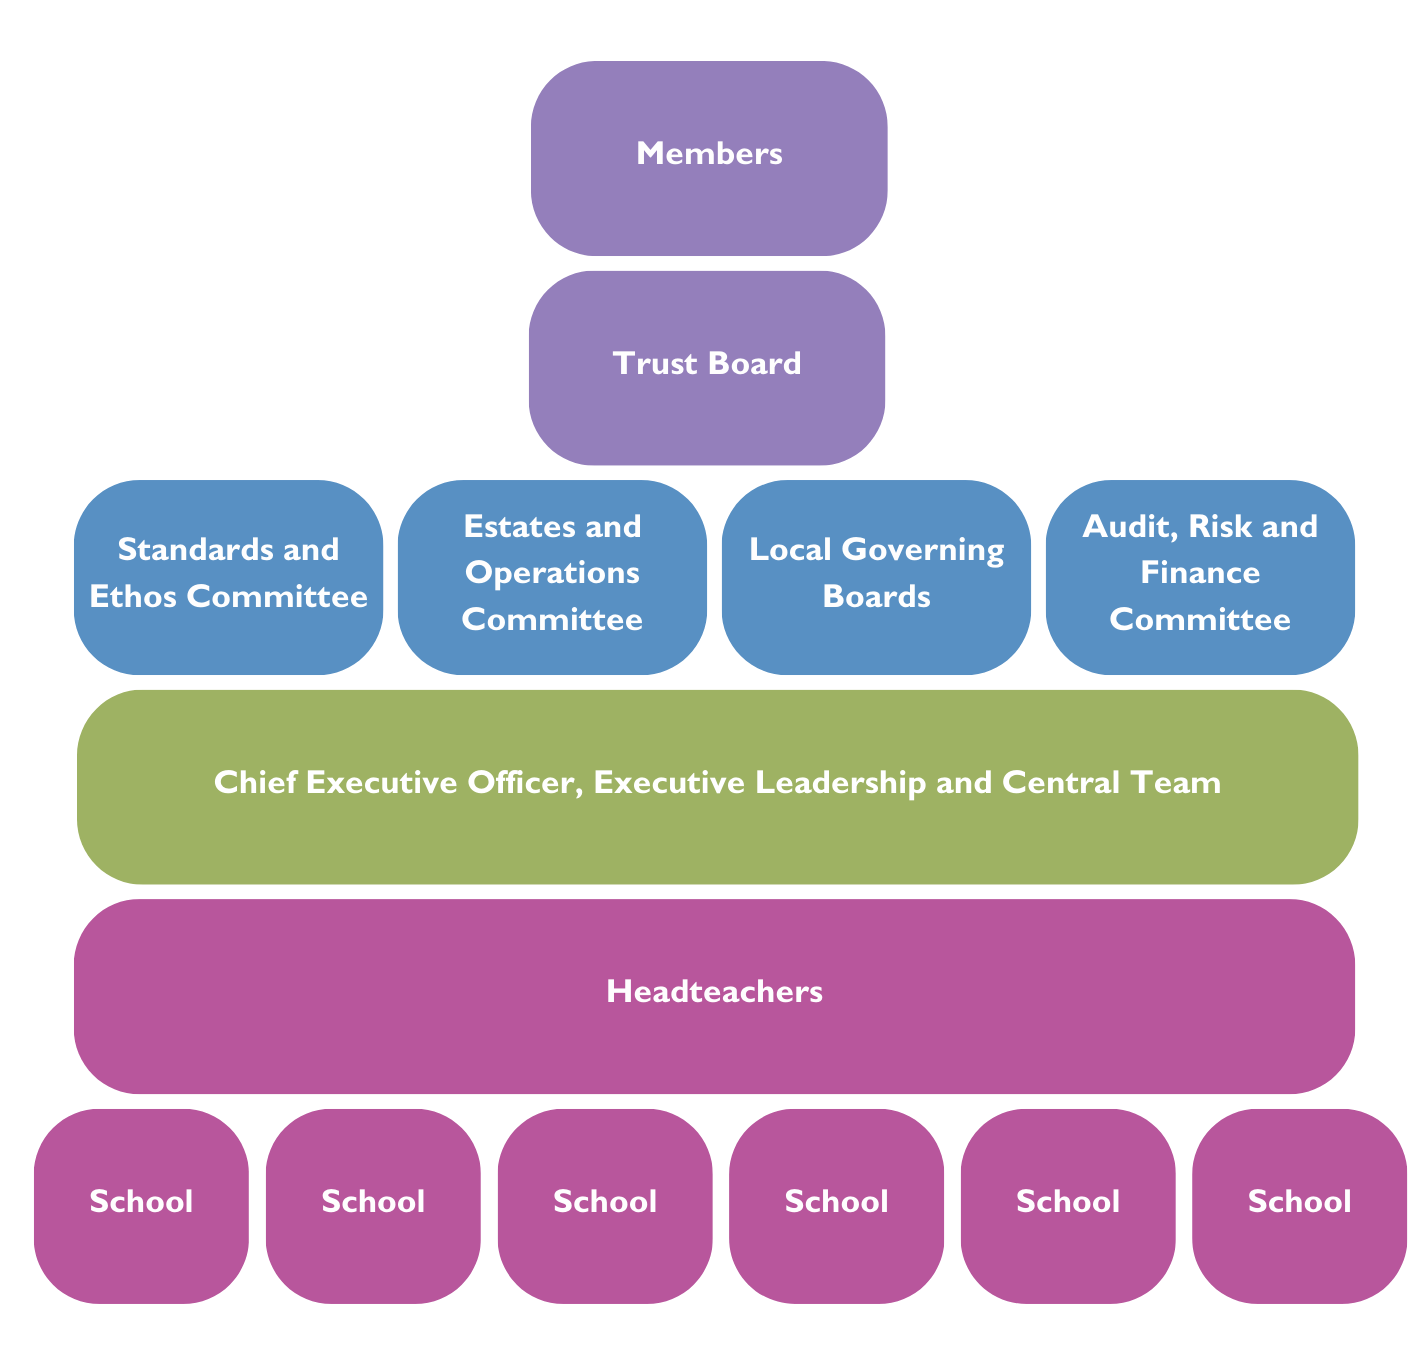 Members
Trust Board
Standards and
Ethos Committee
Estates and
Operations
Committee
Local Governing
Boards
Audit, Risk and
Finance
Committee
Chief Executive Officer, Executive Leadership and Central Team
Headteachers
School
School
School
School
School
School